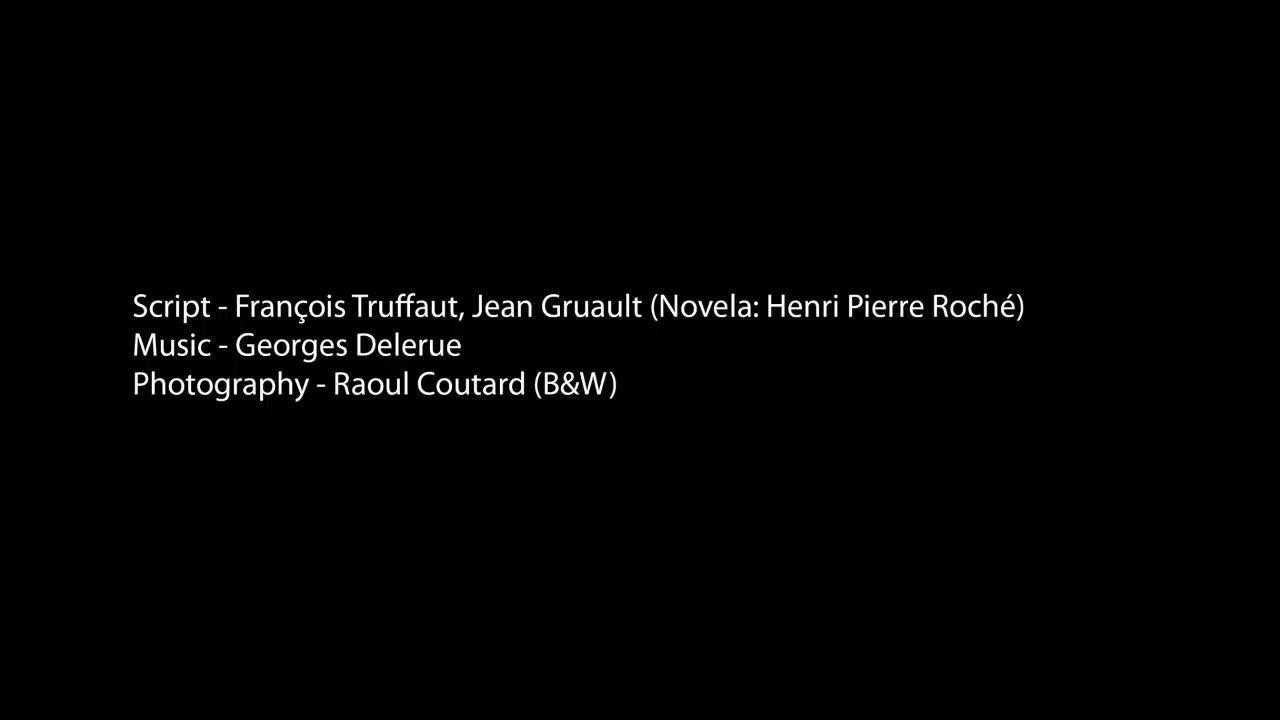 Script - François Truffaut, Jean Gruault (Novela: Henri Pierre Roché)
Music - Georges Delerue
Photography - Raoul Coutard (B&W)